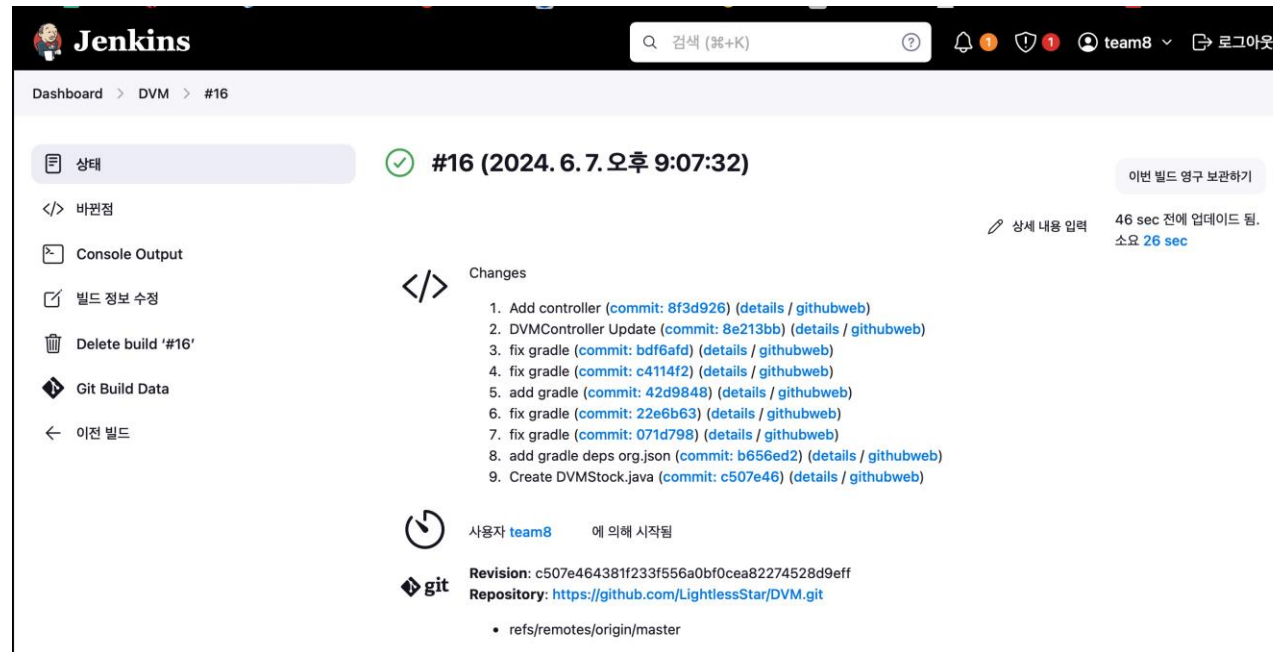 Jenkins
검색 (⌘+K)
1
1
team8
로그아웃
Dashboard > DVM > #16
상태
바뀐점
Console Output
빌드 정보 수정
Delete build ‘#16’
Git Build Data
이전 빌드
#16 (2024. 6. 7. 오후 9:07:32)
이번 빌드 영구 보관하기
상세 내용 입력
46 sec 전에 업데이트 됨.
소요 26 sec
Changes
1. Add controller (commit: 8f3d926) (details / githubweb)
2. DVMController Update (commit: 8e213bb) (details / githubweb)
3. fix gradle (commit: bdf6afd) (details / githubweb)
4. fix gradle (commit: c4114f2) (details / githubweb)
5. add gradle (commit: 42d9848) (details / githubweb)
6. fix gradle (commit: 22e6b63) (details / githubweb)
7. fix gradle (commit: 071d798) (details / githubweb)
8. add gradle deps org.json (commit: b656ed2) (details / githubweb)
9. Create DVMStock.java (commit: c507e46) (details / githubweb)
사용자 team8 에 의해 시작됨
git
Revision: c507e464381f233f556a0bf0cea82274528d9eff
Repository: https://github.com/LightlessStar/DVM.git
• refs/remotes/origin/master